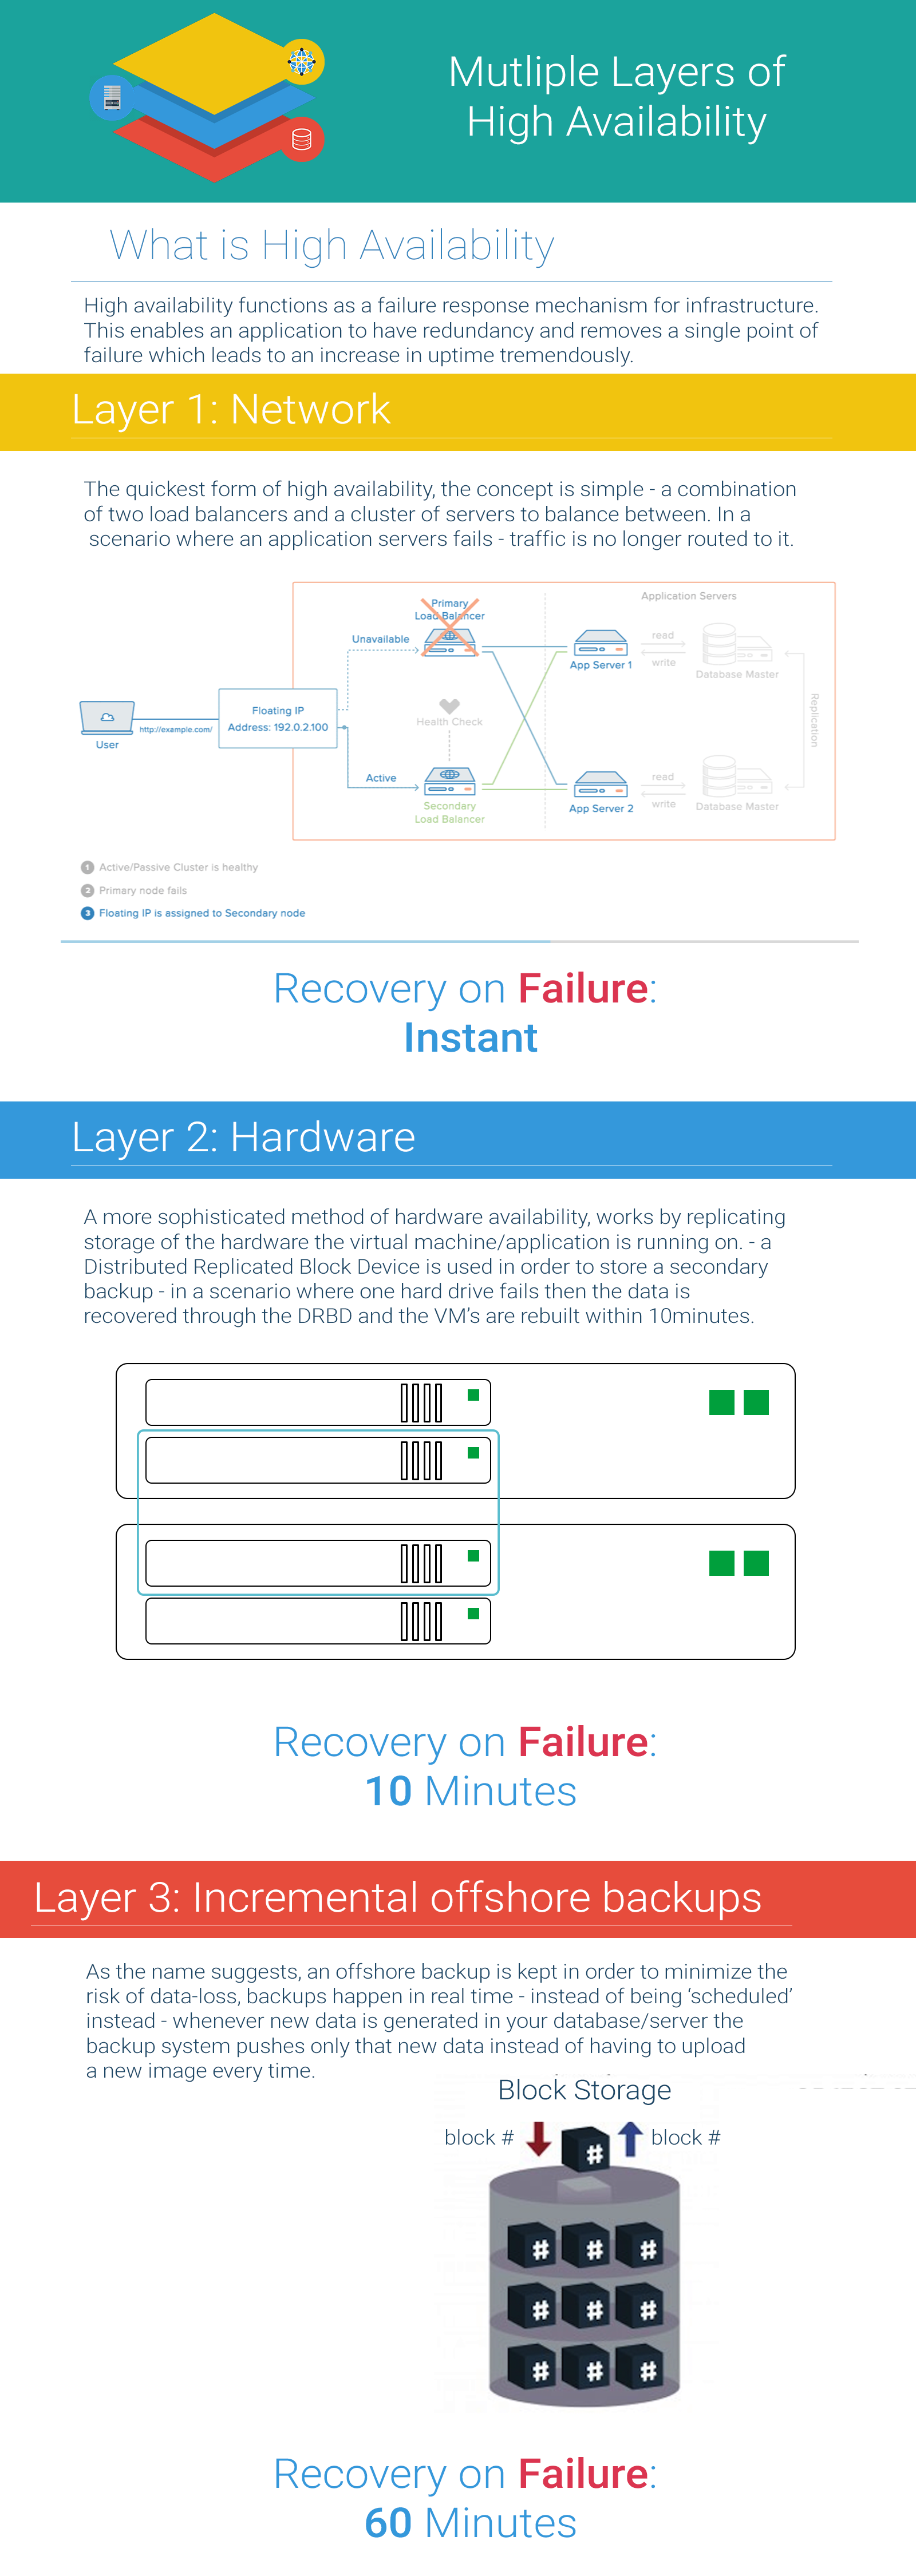 Mutliple Layers of
High Availability
What is High Availability
High availability functions as a failure response mechanism for infrastructure.
This enables an application to have redundancy and removes a single point of
failure which leads to an increase in uptime tremendously.
Layer 1: Network
The quickest form of high availability, the concept is simple - a combination
of two load balancers and a cluster of servers to balance between. In a
scenario where an application servers fails - traffic is no longer routed to it.
Application Servers
Primary
Load Balancer
Unavailable
App Server 1
read
write
Database Master
Floating IP
Address: 192.0.2.100
http://example.com/
User
Health Check
Replication
Active
Secondary
Load Balancer
App Server 2
read
write
Database Master
1 Active/Passive Cluster is healthy
2 Primary node fails
3 Floating IP is assigned to Secondary node
Recovery on Failure:
Instant
Layer 2: Hardware
A more sophisticated method of hardware availability, works by replicating
storage of the hardware the virtual machine/application is running on. - a
Distributed Replicated Block Device is used in order to store a secondary
backup - in a scenario where one hard drive fails then the data is
recovered through the DRBD and the VM's are rebuilt within 10minutes.
Recovery on Failure:
10 Minutes
Layer 3: Incremental offshore backups
As the name suggests, an offshore backup is kept in order to minimize the
risk of data-loss, backups happen in real time - instead of being ‘scheduled’
instead - whenever new data is generated in your database/server the
backup system pushes only that new data instead of having to upload
a new image every time.
Block Storage
block # # block #
# # #
# # #
# # #
Recovery on Failure:
60 Minutes